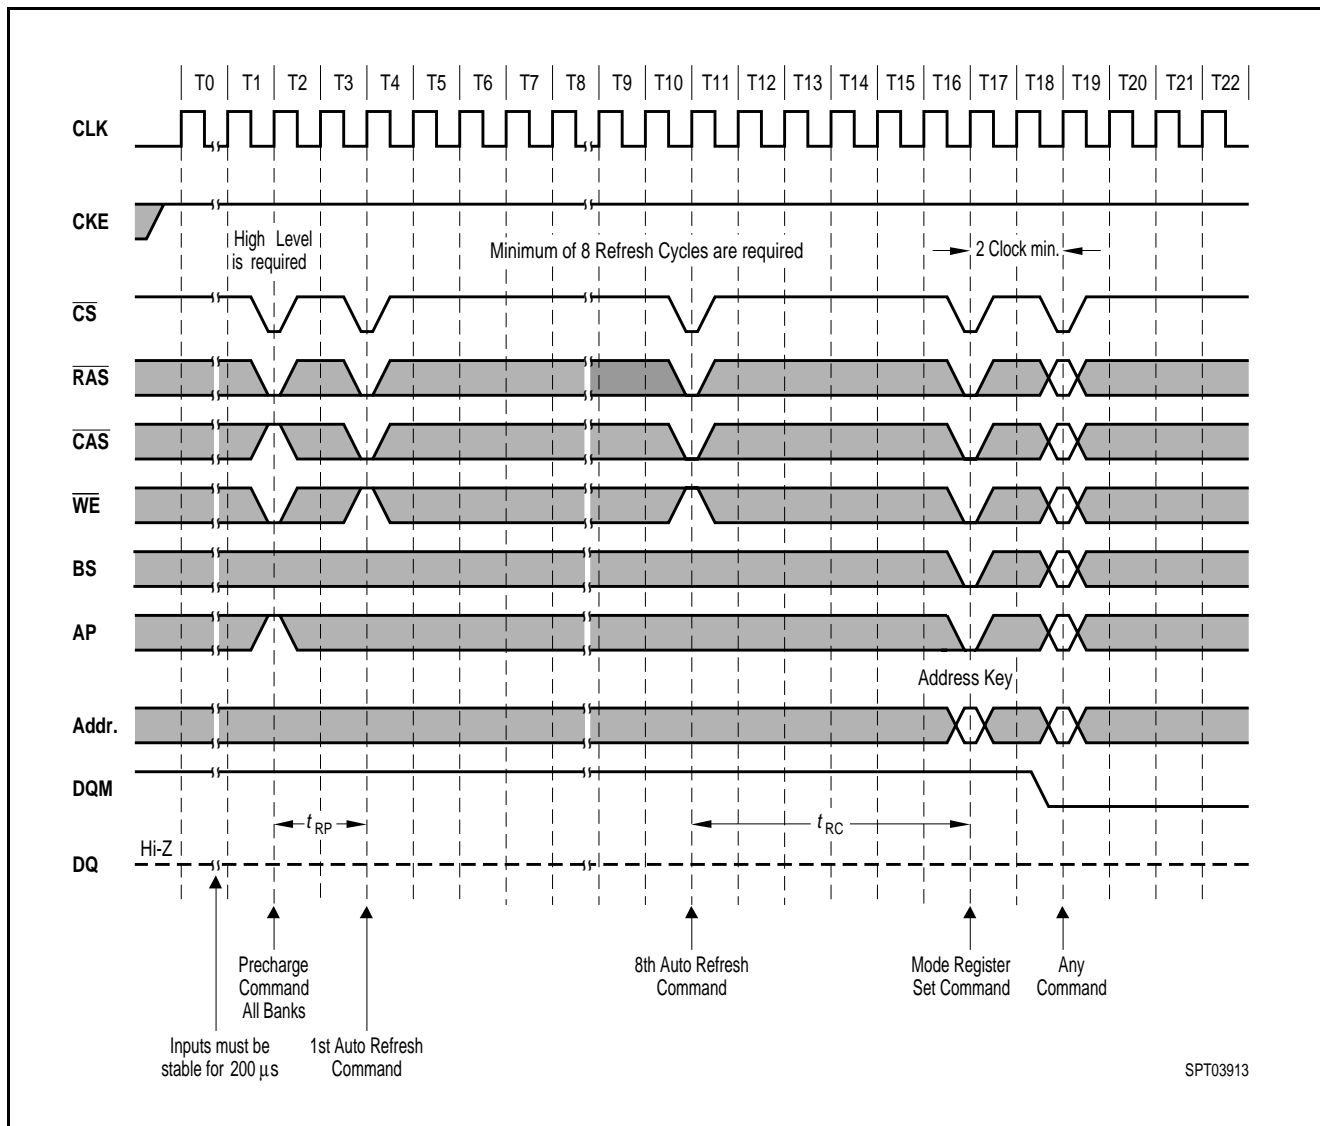 T0 T1 T2 T3 T4 T5 T6 T7 T8 T9 T10 T11 T12 T13 T14 T15 T16 T17 T18 T19 T20 T21 T22
CLK
CKE
High Level
is required
Minimum of 8 Refresh Cycles are required
2 Clock min.
CS
RAS
CAS
WE
BS
AP
Address Key
Addr.
DQM
tRP
tRC
Hi-Z
DQ
Precharge
Command
All Banks
8th Auto Refresh
Command
Mode Register
Set Command
Any
Command
Inputs must be
stable for 200 µs
1st Auto Refresh
Command
SPT03913